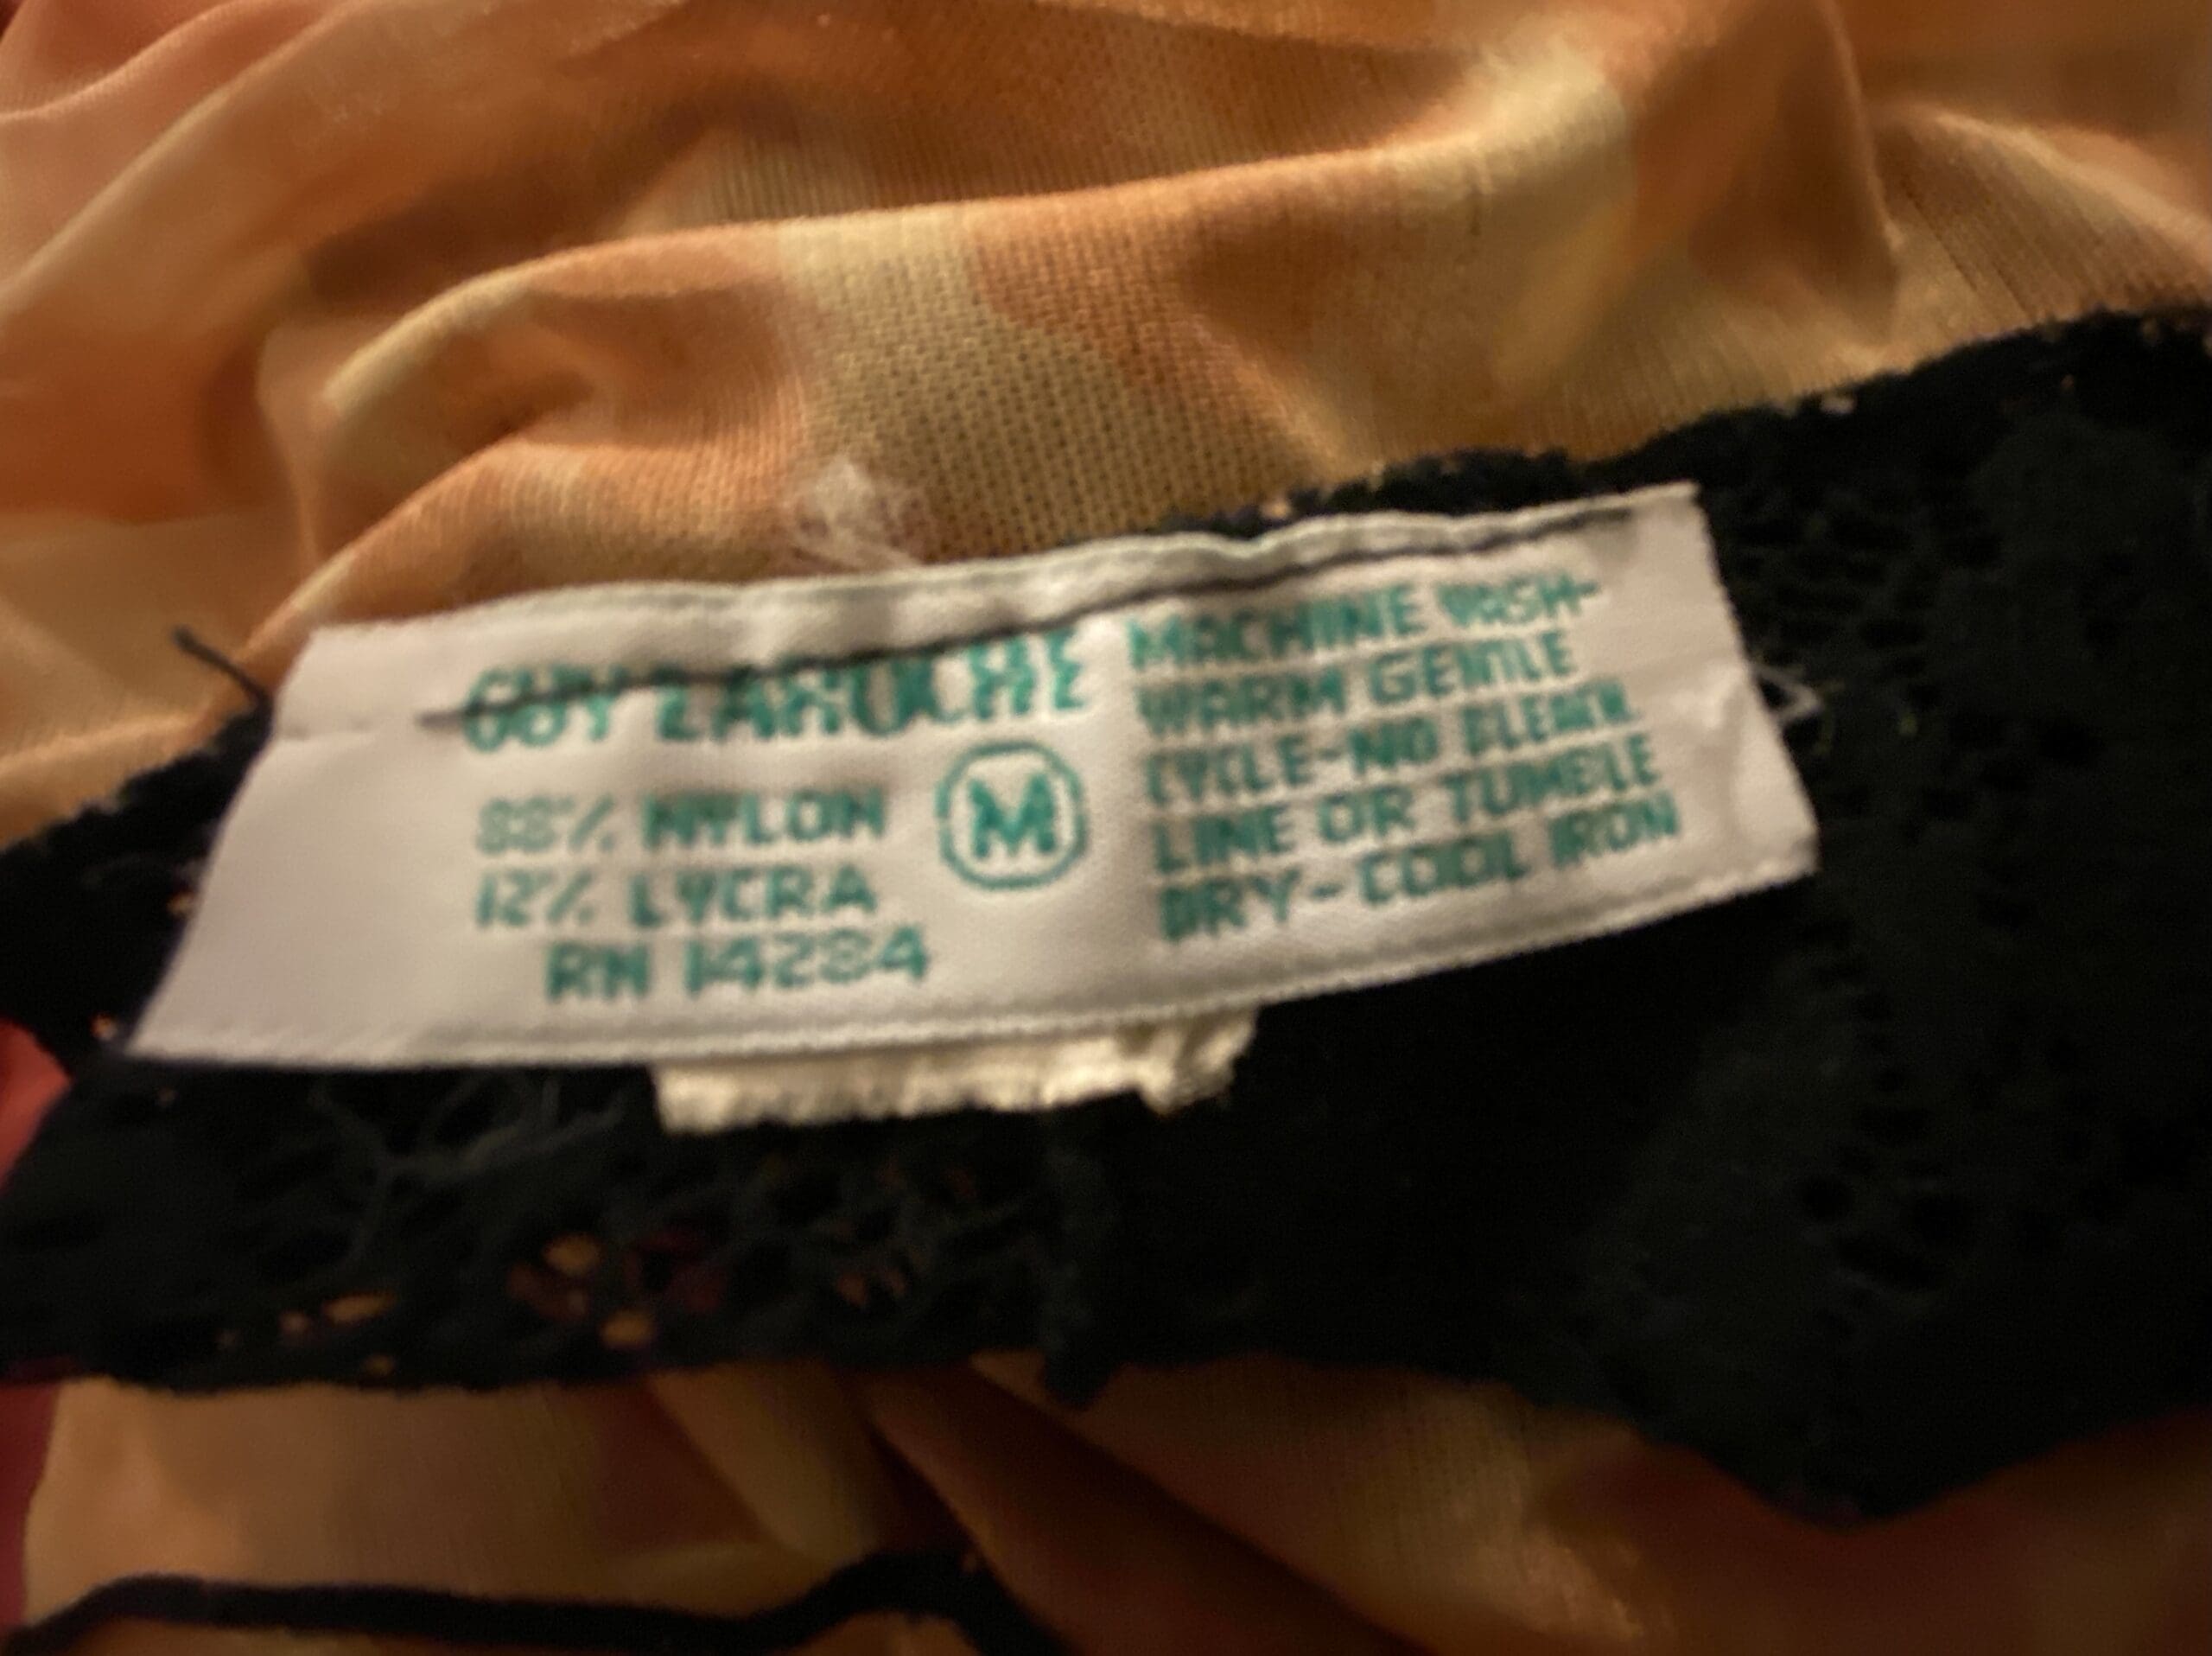 GUY LAROCHE
88% NYLON
12% LYCRA
RN 14284
M
MACHINE WASH-
WARM GENTLE
CYCLE-NO BLEACH.
LINE OR TUMBLE
DRY-COOL IRON